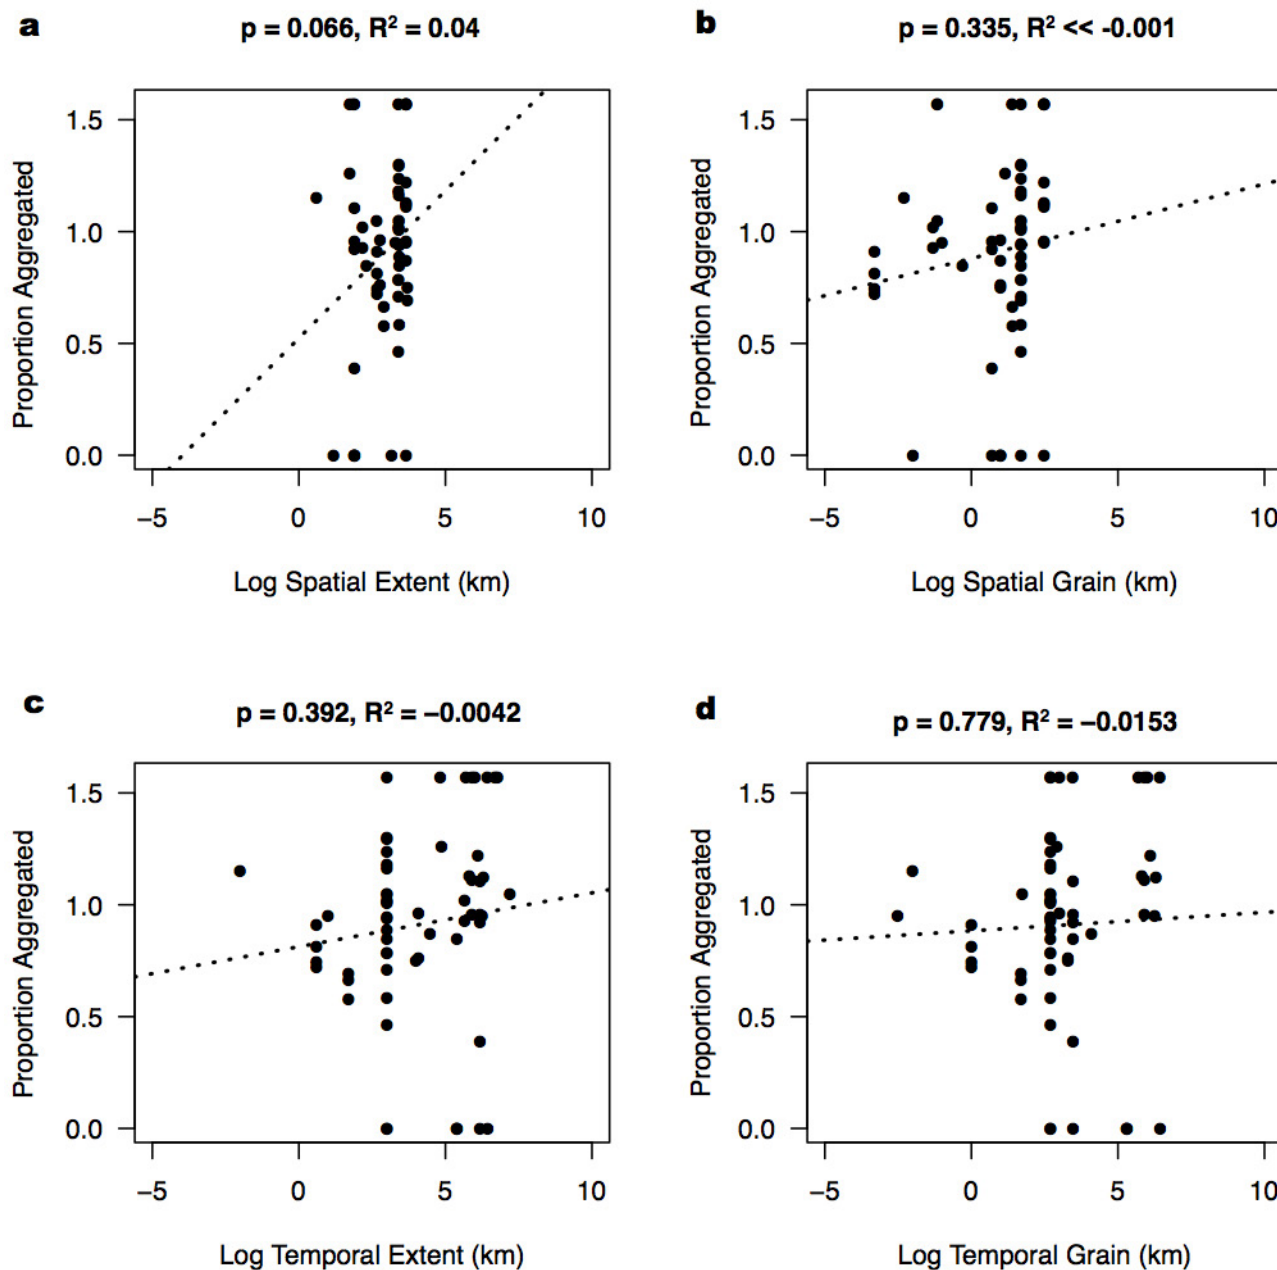 a
p = 0.066, R² = 0.04
Proportion Aggregated
1.5
1.0
0.5
0.0
−5 0 5 10
Log Spatial Extent (km)
b
p = 0.335, R² << -0.001
Proportion Aggregated
1.5
1.0
0.5
0.0
−5 0 5 10
Log Spatial Grain (km)
c
p = 0.392, R² = −0.0042
Proportion Aggregated
1.5
1.0
0.5
0.0
−5 0 5 10
Log Temporal Extent (km)
d
p = 0.779, R² = −0.0153
Proportion Aggregated
1.5
1.0
0.5
0.0
−5 0 5 10
Log Temporal Grain (km)